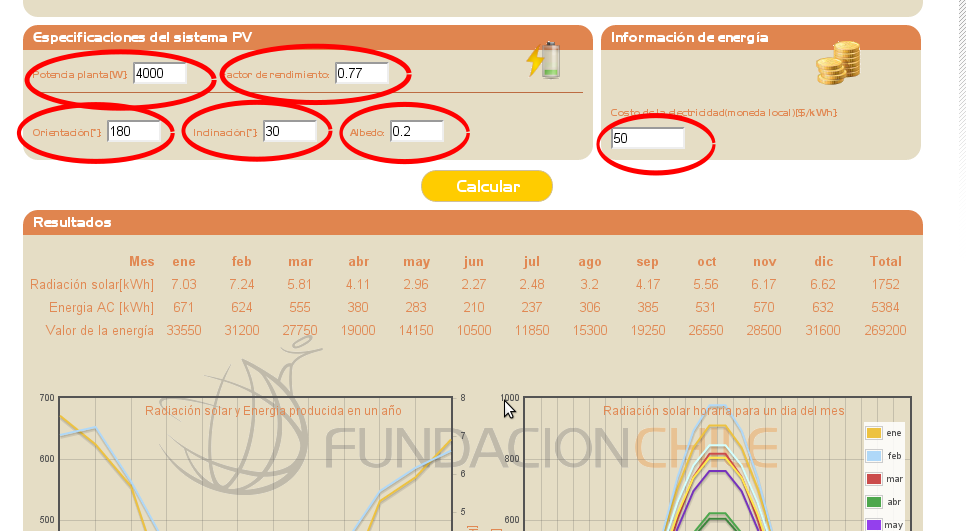 Especificaciones del sistema PV
Potencia planta[W]: 4000
actor de rendimiento: 0.77
Orientación[°]: 180
Inclinación[°]: 30
Albedo: 0.2
Información de energía
Costo de la electricidad(moneda local)[$/kWh]:
50
Calcular
Resultados
Mes ene feb mar abr may jun jul ago sep oct nov dic Total
Radiación solar[kWh] 7.03 7.24 5.81 4.11 2.96 2.27 2.48 3.2 4.17 5.56 6.17 6.62 1752
Energia AC [kWh] 671 624 555 380 283 210 237 306 385 531 570 632 5384
Valor de la energía 33550 31200 27750 19000 14150 10500 11850 15300 19250 26550 28500 31600 269200
Radiación solar y Energía producida en un año
700
600
500
8
7
6
5
FUNDACIONCHILE
Radiación solar horaria para un dia del mes
1000
800
600
ene
feb
mar
abr
may